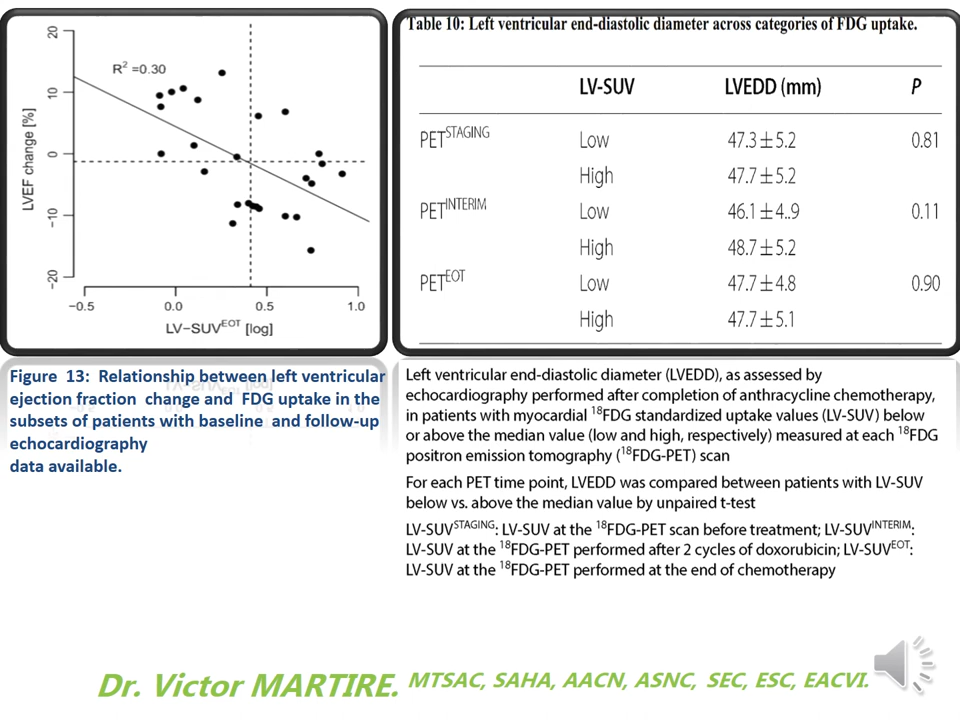 20
10
0
−10
−20
LVEF change [%]
R² =0.30
−0.5 0.0 0.5 1.0
LV−SUV^EOT [log]
Figure 13: Relationship between left ventricular
ejection fraction change and FDG uptake in the
subsets of patients with baseline and follow-up
echocardiography
data available.
Table 10: Left ventricular end-diastolic diameter across categories of FDG uptake.
LV-SUV LVEDD (mm) P
PET^STAGING Low 47.3 ± 5.2 0.81
High 47.7 ± 5.2
PET^INTERIM Low 46.1 ± 4..9 0.11
High 48.7 ± 5.2
PET^EOT Low 47.7 ± 4.8 0.90
High 47.7 ± 5.1
Left ventricular end-diastolic diameter (LVEDD), as assessed by
echocardiography performed after completion of anthracycline chemotherapy,
in patients with myocardial ¹⁸FDG standardized uptake values (LV-SUV) below
or above the median value (low and high, respectively) measured at each ¹⁸FDG
positron emission tomography (¹⁸FDG-PET) scan
For each PET time point, LVEDD was compared between patients with LV-SUV
below vs. above the median value by unpaired t-test
LV-SUV^STAGING: LV-SUV at the ¹⁸FDG-PET scan before treatment; LV-SUV^INTERIM:
LV-SUV at the ¹⁸FDG-PET performed after 2 cycles of doxorubicin; LV-SUV^EOT:
LV-SUV at the ¹⁸FDG-PET performed at the end of chemotherapy
Dr. Victor MARTIRE. MTSAC, SAHA, AACN, ASNC, SEC, ESC, EACVI.